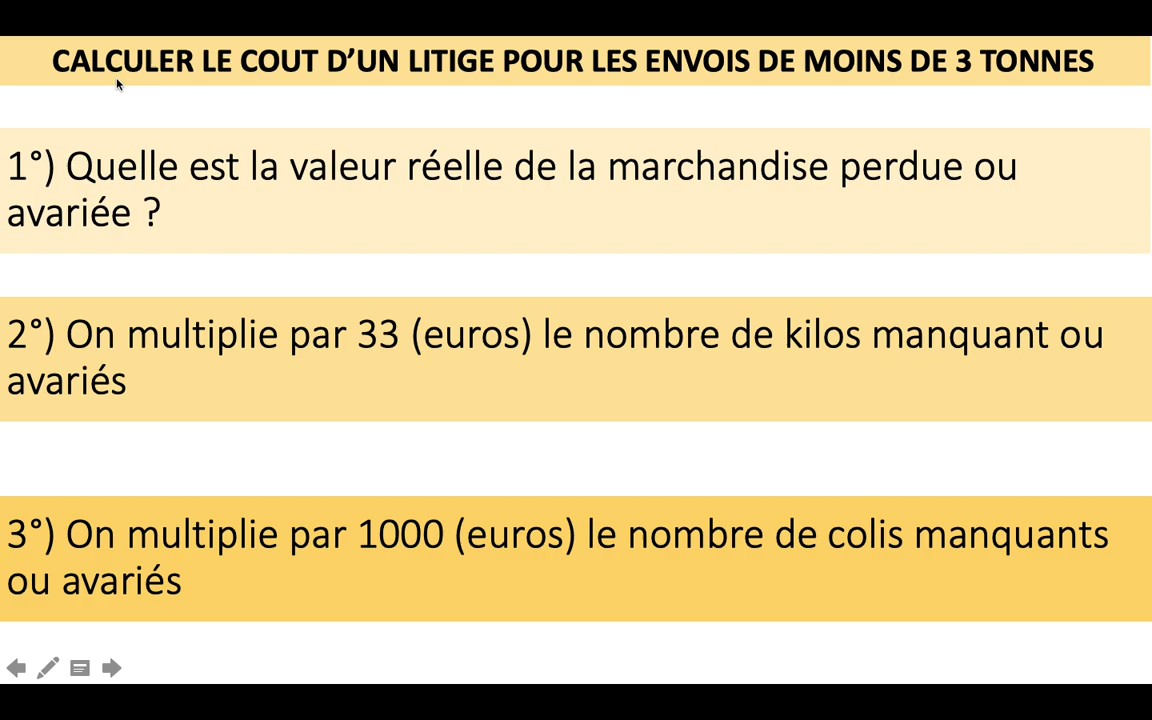 CALCULER LE COUT D’UN LITIGE POUR LES ENVOIS DE MOINS DE 3 TONNES
1°) Quelle est la valeur réelle de la marchandise perdue ou
avariée ?
2°) On multiplie par 33 (euros) le nombre de kilos manquant ou
avariés
3°) On multiplie par 1000 (euros) le nombre de colis manquants
ou avariés